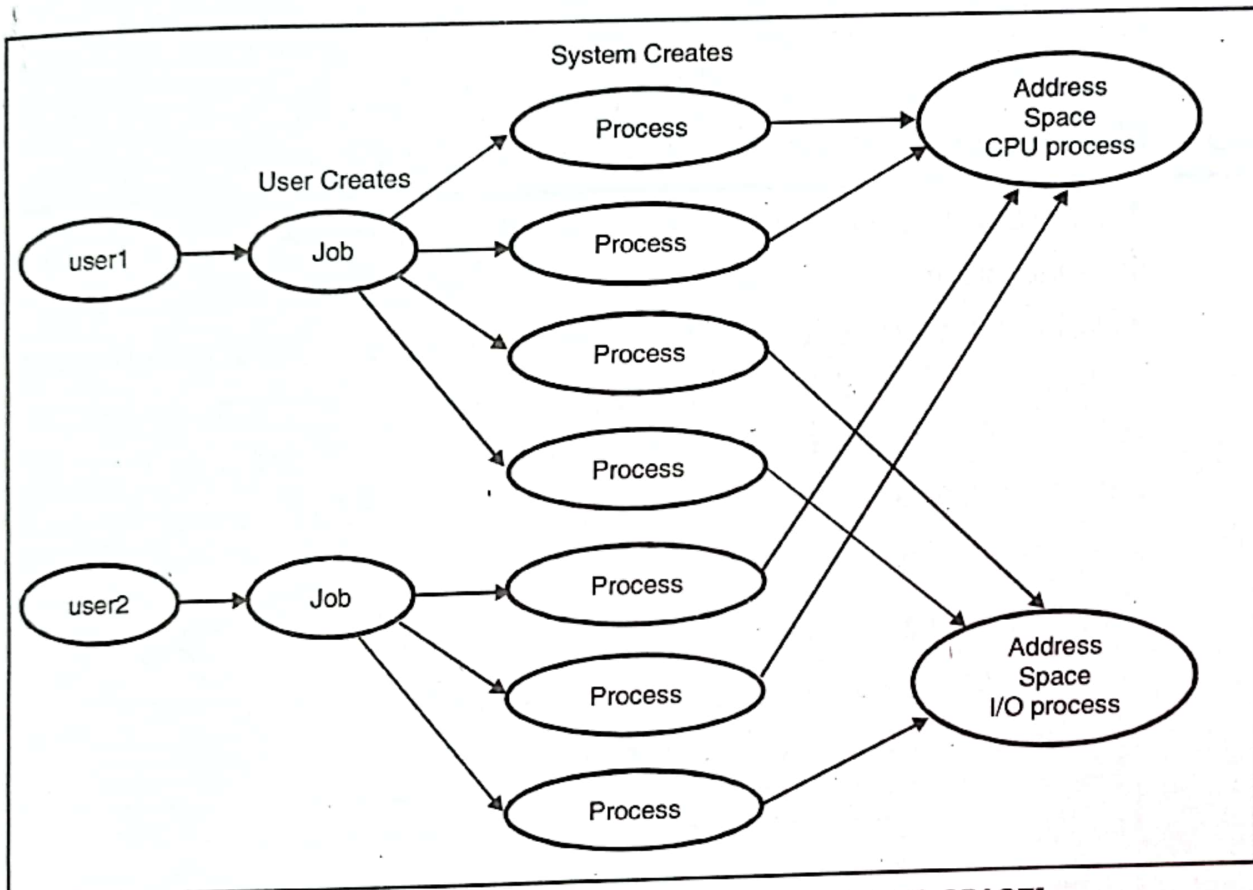 System Creates
Process
Address
Space
CPU process
User Creates
user1
Job
Process
Process
Process
user2
Job
Process
Process
Address
Space
I/O process
Process